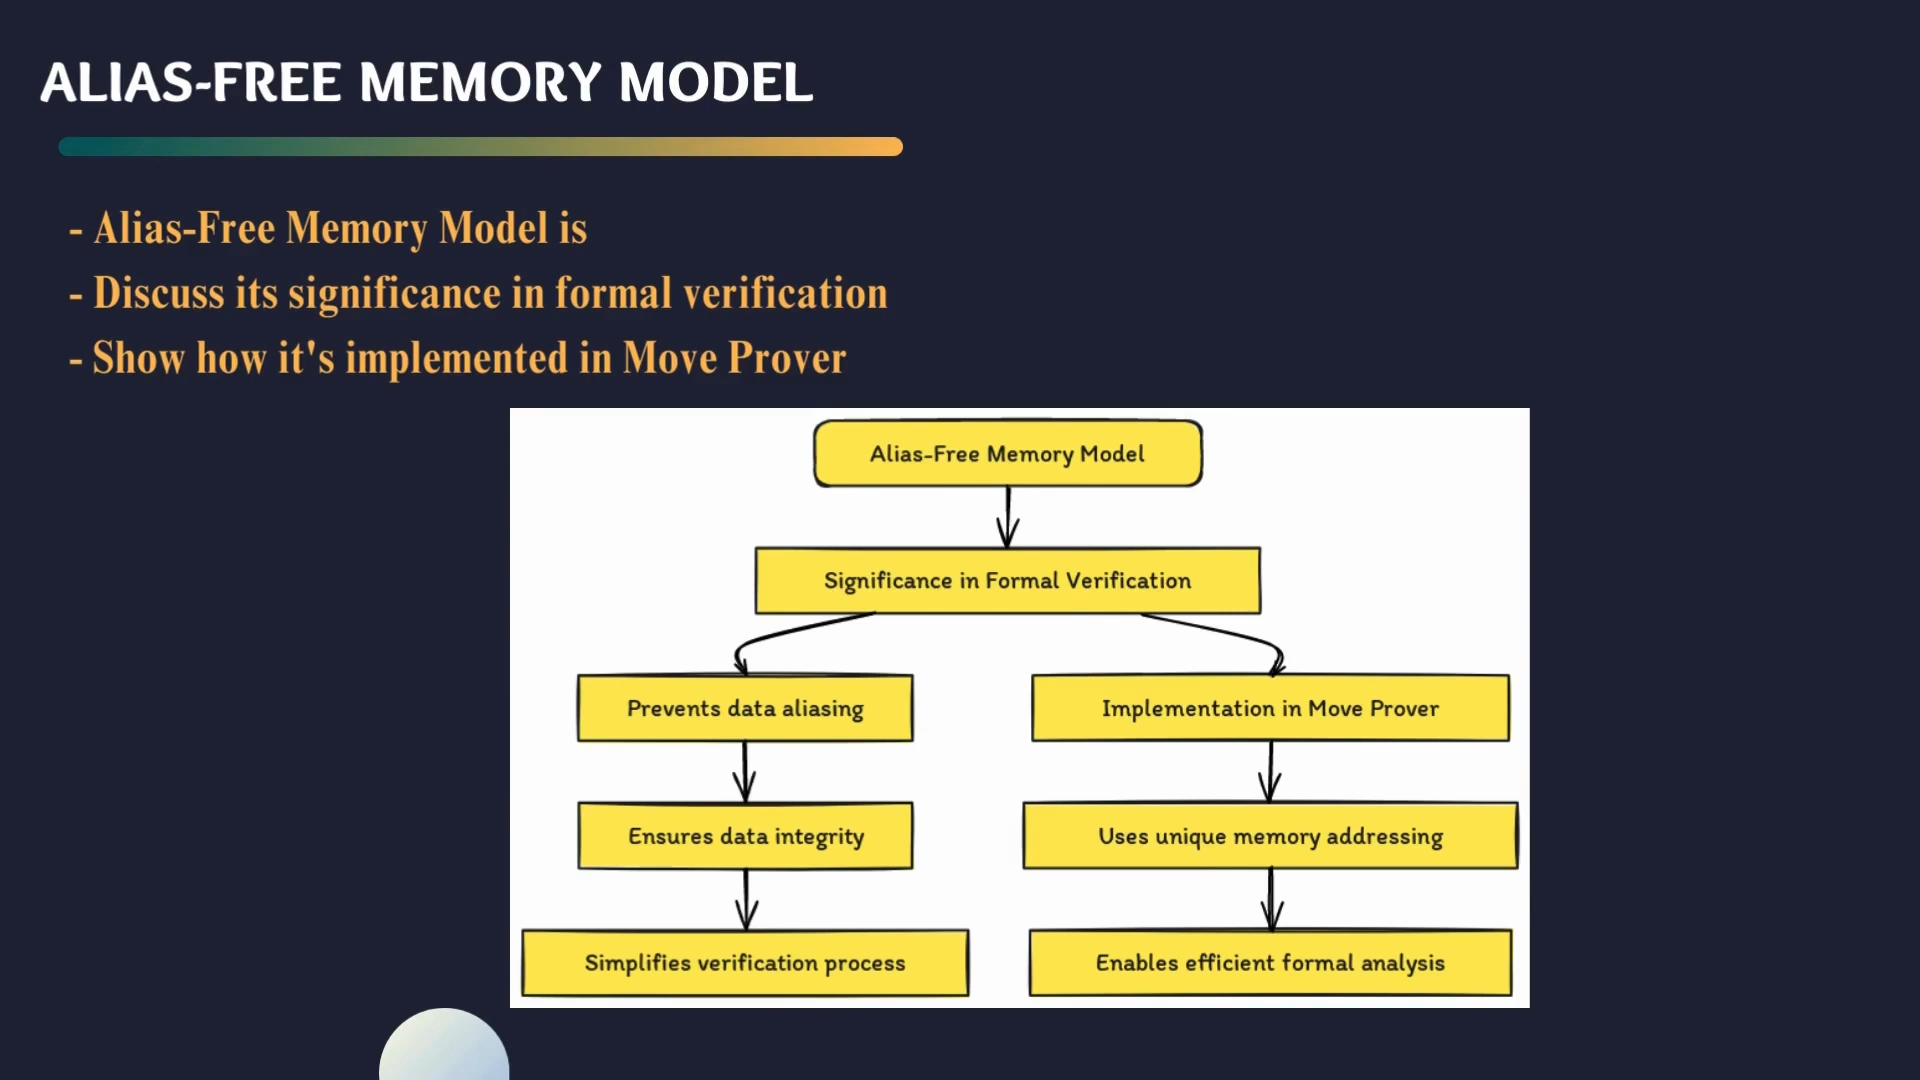 ALIAS-FREE MEMORY MODEL
- Alias-Free Memory Model is
- Discuss its significance in formal verification
- Show how it's implemented in Move Prover
Alias-Free Memory Model
Significance in Formal Verification
Prevents data aliasing
Implementation in Move Prover
Ensures data integrity
Uses unique memory addressing
Simplifies verification process
Enables efficient formal analysis